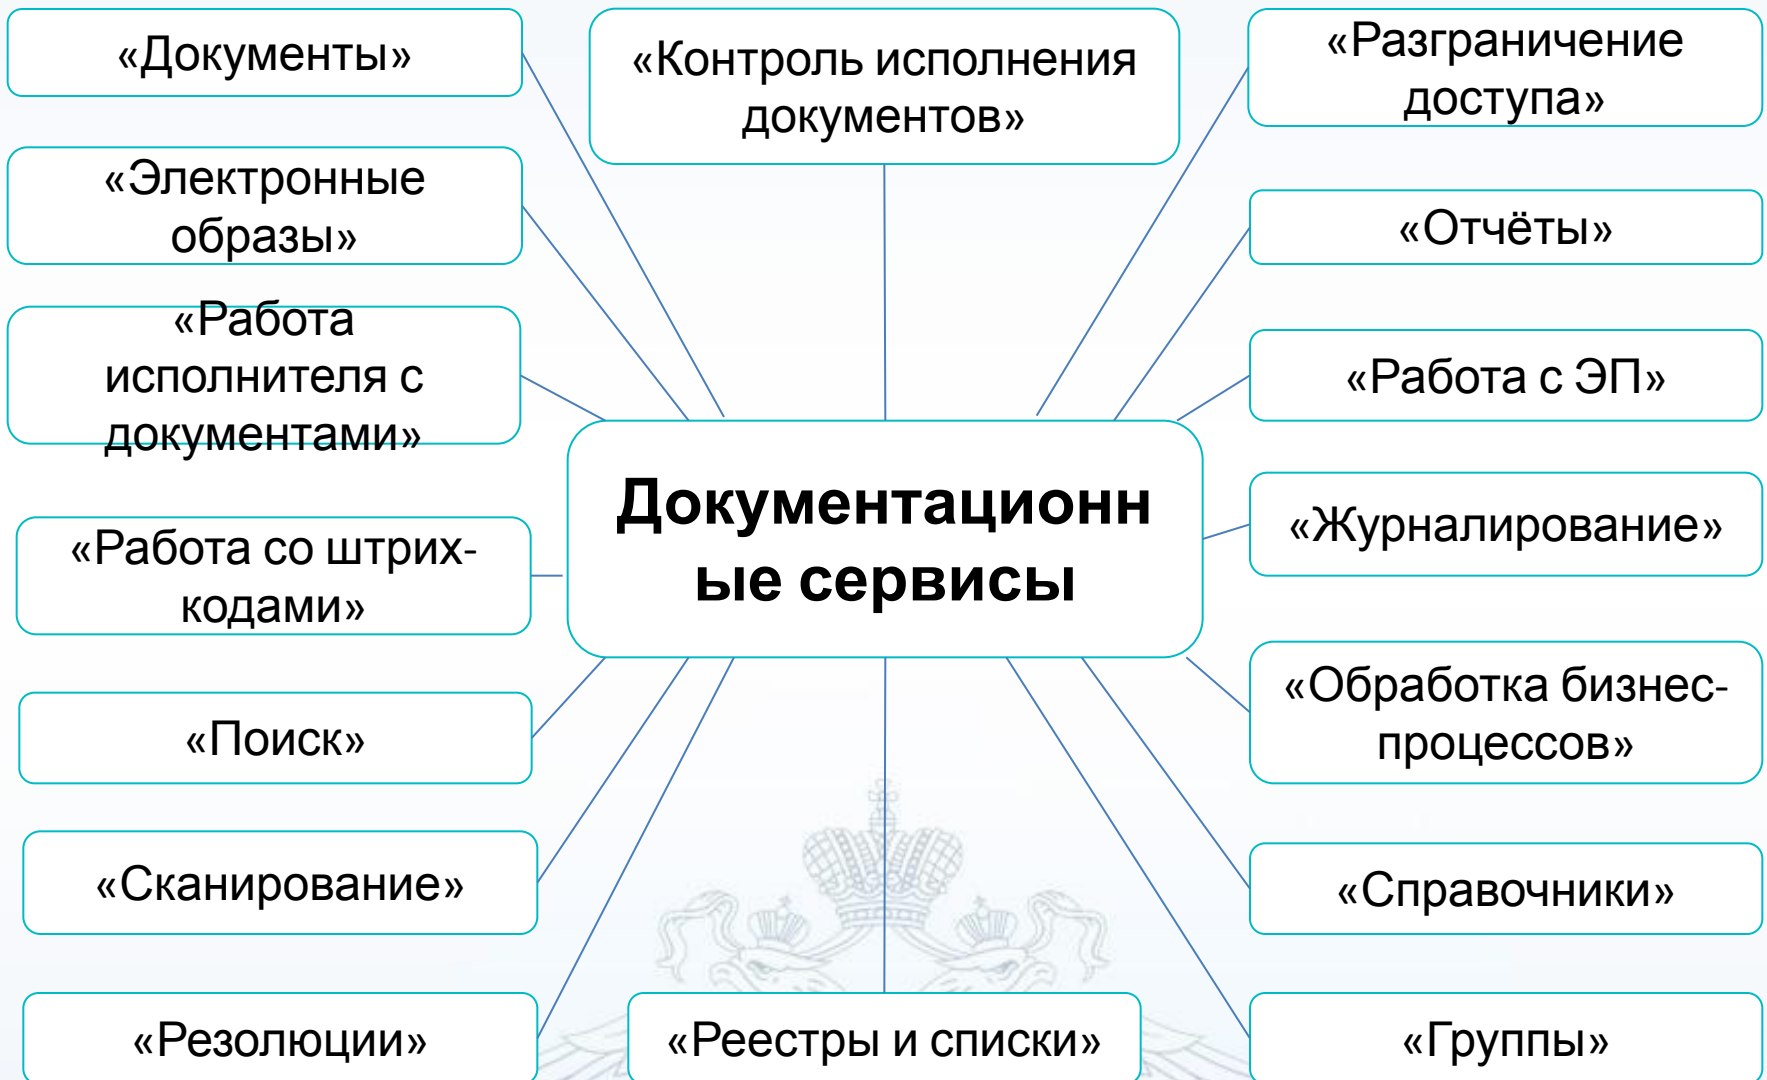 «Документы»
«Контроль исполнения
документов»
«Разграничение
доступа»
«Электронные
образы»
«Отчёты»
«Работа
исполнителя с
документами»
«Работа с ЭП»
Документационн
ые сервисы
«Журналирование»
«Работа со штрих-
кодами»
«Обработка бизнес-
процессов»
«Поиск»
«Сканирование»
«Справочники»
«Резолюции»
«Реестры и списки»
«Группы»